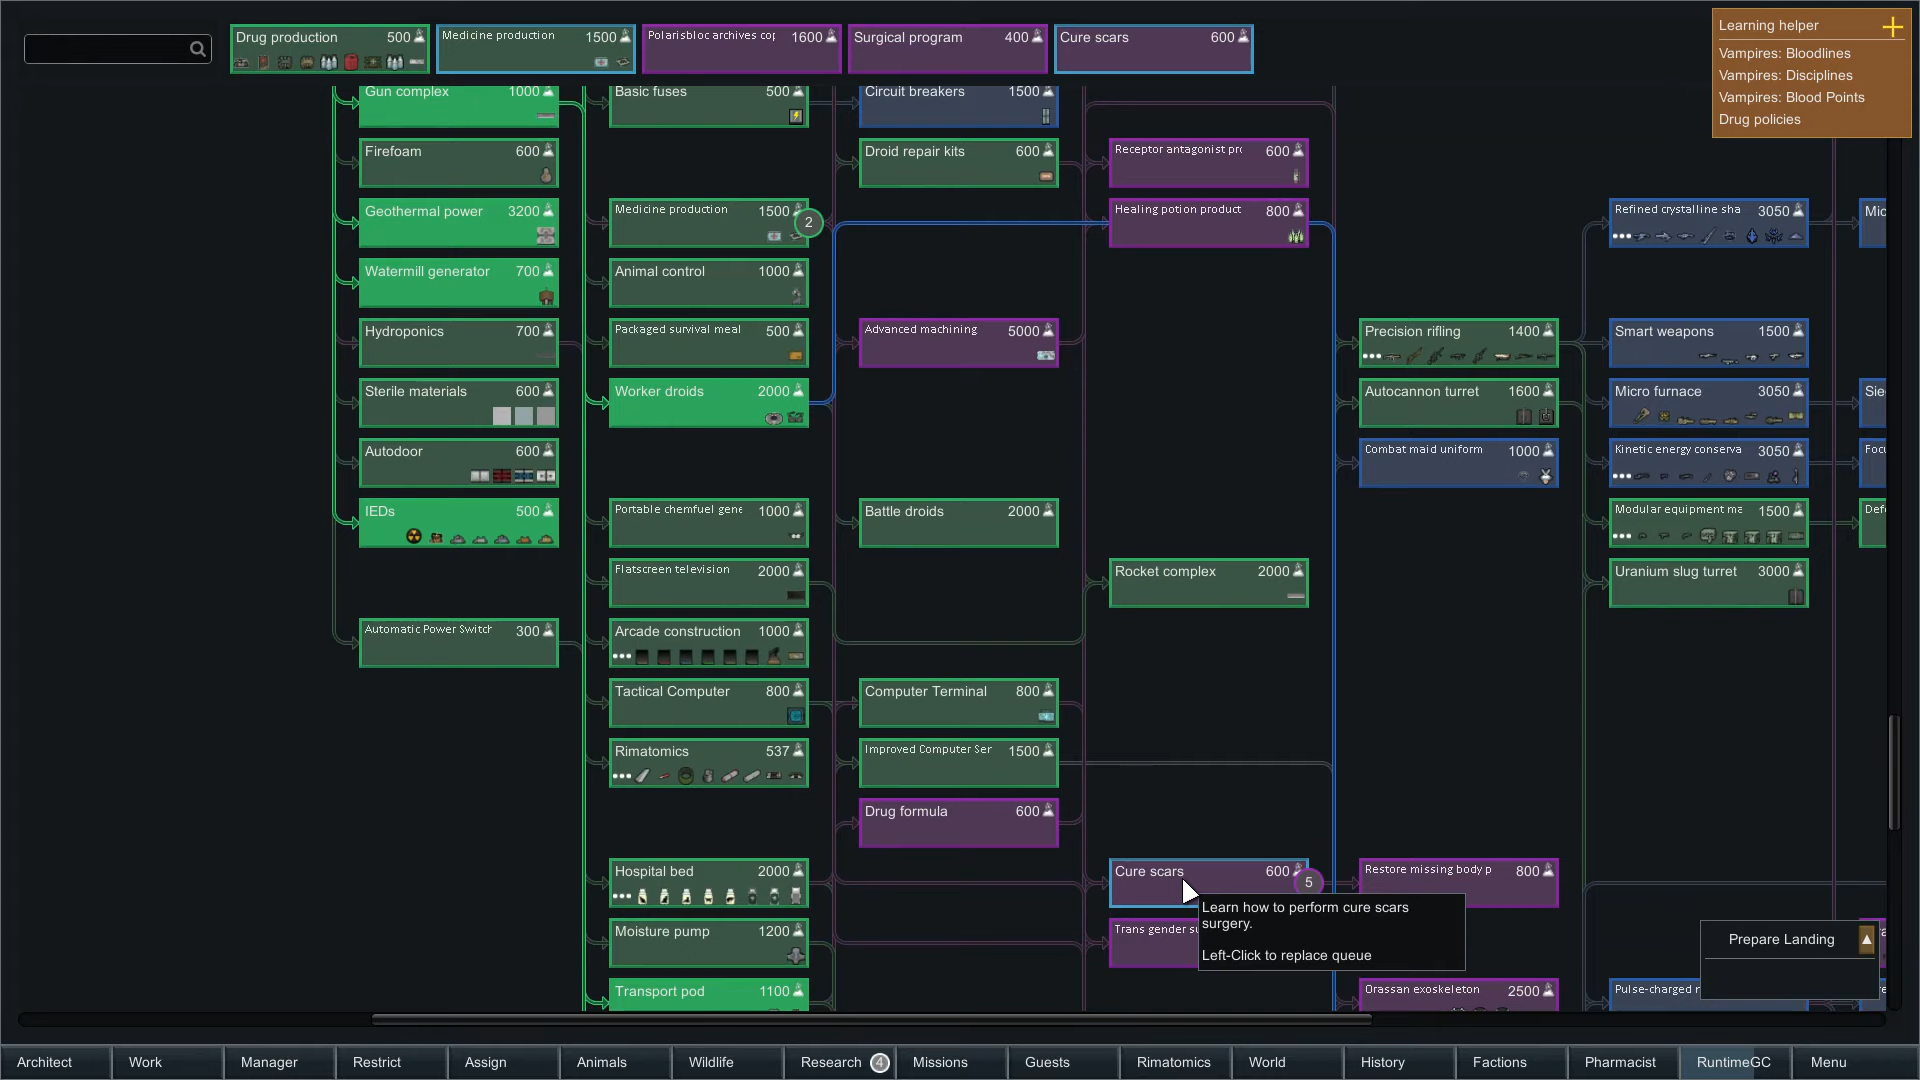 Drug production 500
Medicine production 1500
Polarisbloc archives cor 1600
Surgical program 400
Cure scars 600
Learning helper
Vampires: Bloodlines
Vampires: Disciplines
Vampires: Blood Points
Drug policies
Gun complex 1000
Basic fuses 500
Circuit breakers 1500
Firefoam 600
Droid repair kits 600
Receptor antagonist pro 600
Geothermal power 3200
Medicine production 1500
2
Healing potion product 800
Refined crystalline sha 3050
Mic
Watermill generator 700
Animal control 1000
Hydroponics 700
Packaged survival meal 500
Advanced machining 5000
Precision rifling 1400
Smart weapons 1500
Sterile materials 600
Worker droids 2000
Autocannon turret 1600
Micro furnace 3050
Sie
Autodoor 600
Combat maid uniform 1000
Kinetic energy conserva 3050
Foc
IEDs 500
Portable chemfuel gene 1000
Battle droids 2000
Modular equipment ma 1500
Def
Flatscreen television 2000
Rocket complex 2000
Uranium slug turret 3000
Automatic Power Switch 300
Arcade construction 1000
Tactical Computer 800
Computer Terminal 800
Rimatomics 537
Improved Computer Ser 1500
Drug formula 600
Hospital bed 2000
Cure scars 600
5
Restore missing body p 800
Learn how to perform cure scars
surgery.
Left-Click to replace queue
Moisture pump 1200
Trans gender su
Prepare Landing
Transport pod 1100
Orassan exoskeleton 2500
Pulse-charged r
Architect
Work
Manager
Restrict
Assign
Animals
Wildlife
Research 4
Missions
Guests
Rimatomics
World
History
Factions
Pharmacist
RuntimeGC
Menu